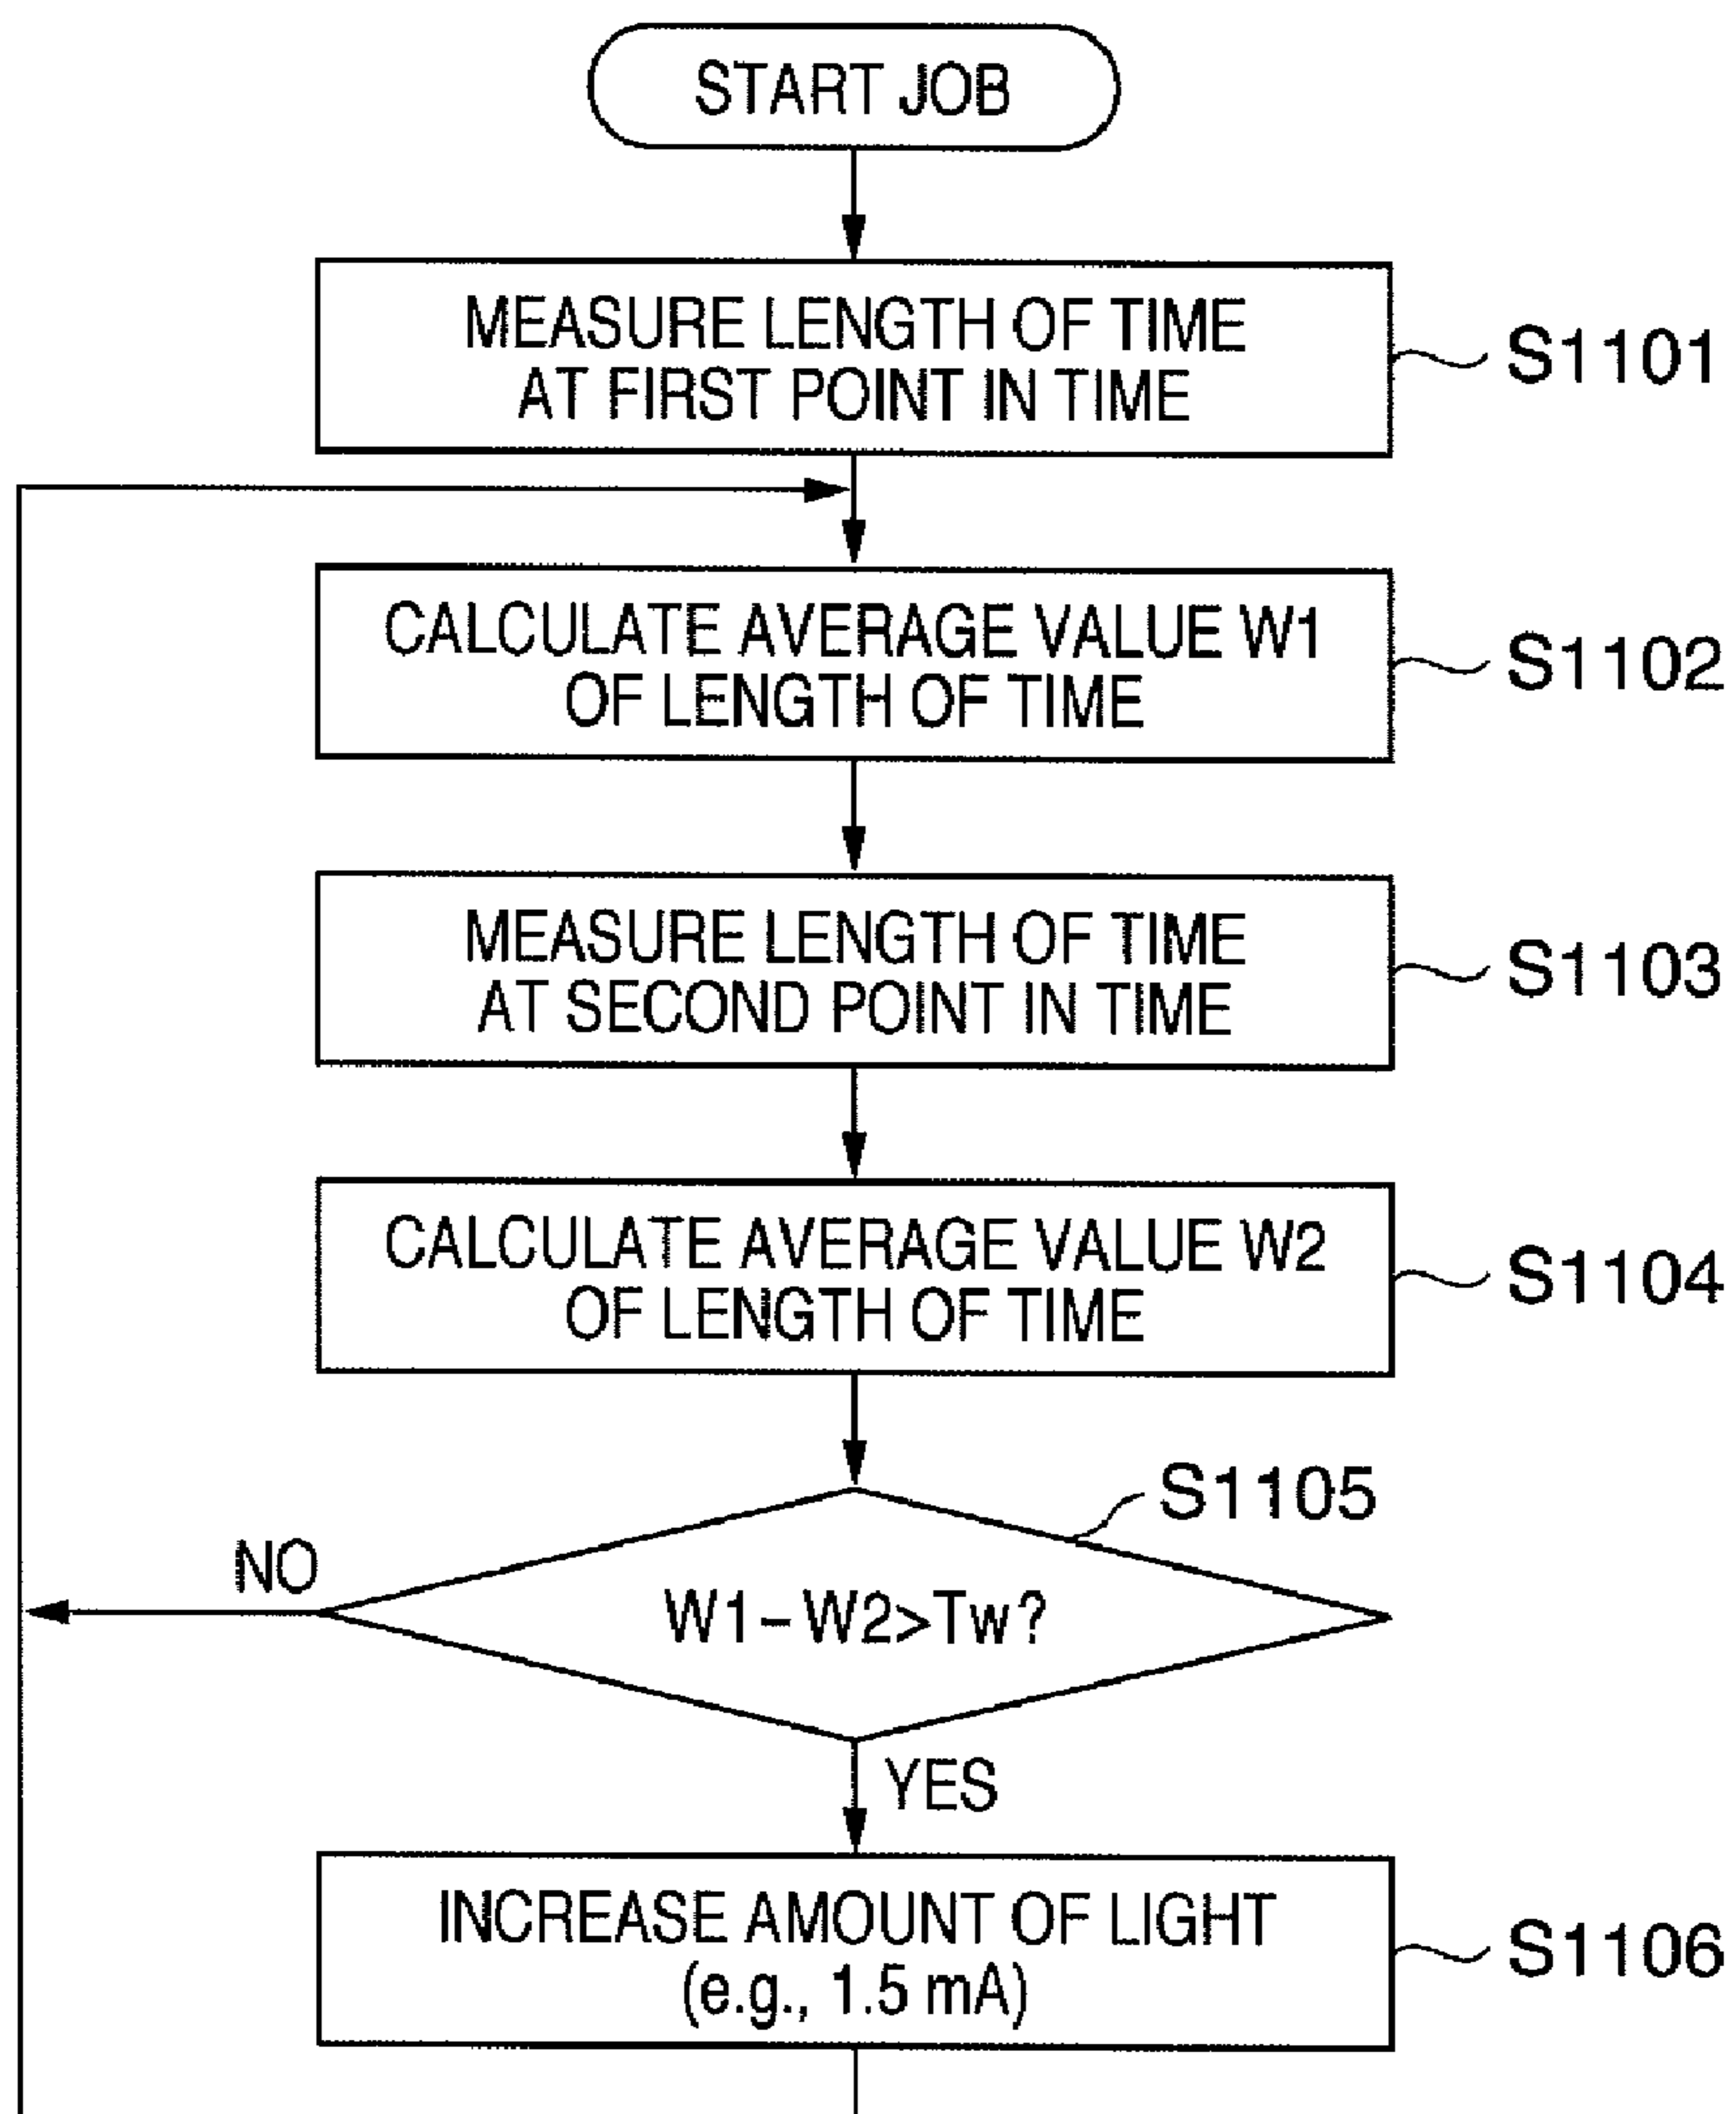 START JOB
MEASURE LENGTH OF TIME
AT FIRST POINT IN TIME
S1101
CALCULATE AVERAGE VALUE W1
OF LENGTH OF TIME
S1102
MEASURE LENGTH OF TIME
AT SECOND POINT IN TIME
S1103
CALCULATE AVERAGE VALUE W2
OF LENGTH OF TIME
S1104
S1105
NO
W1-W2>Tw?
YES
INCREASE AMOUNT OF LIGHT
(e.g., 1.5 mA)
S1106